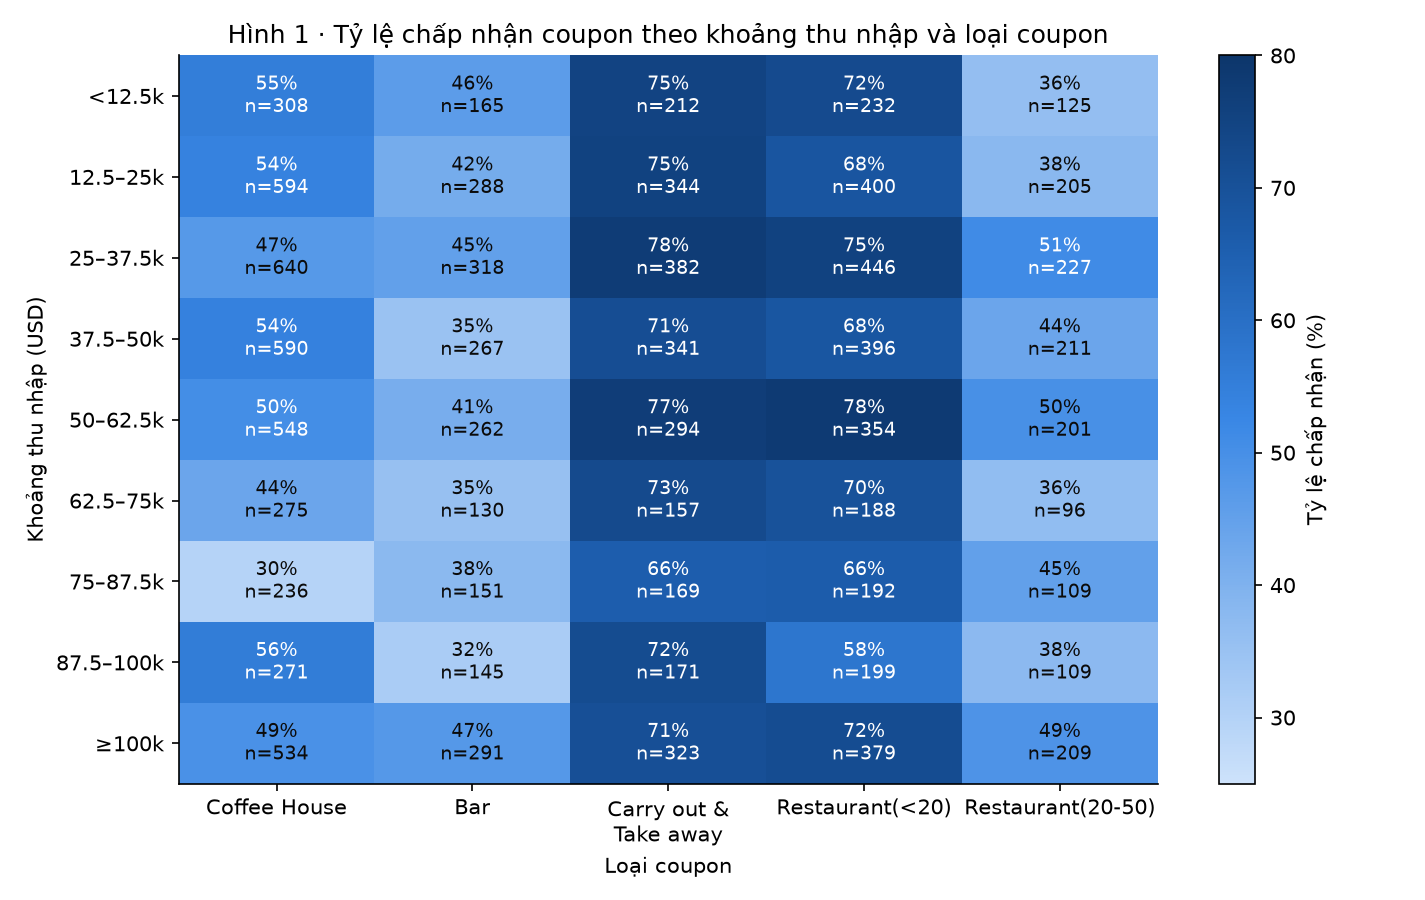 Hình 1 · Tỷ lệ chấp nhận coupon theo khoảng thu nhập và loại coupon
Khoảng thu nhập (USD)
<12.5k
55%
n=308
46%
n=165
75%
n=212
72%
n=232
36%
n=125
12.5–25k
54%
n=594
42%
n=288
75%
n=344
68%
n=400
38%
n=205
25–37.5k
47%
n=640
45%
n=318
78%
n=382
75%
n=446
51%
n=227
37.5–50k
54%
n=590
35%
n=267
71%
n=341
68%
n=396
44%
n=211
50–62.5k
50%
n=548
41%
n=262
77%
n=294
78%
n=354
50%
n=201
62.5–75k
44%
n=275
35%
n=130
73%
n=157
70%
n=188
36%
n=96
75–87.5k
30%
n=236
38%
n=151
66%
n=169
66%
n=192
45%
n=109
87.5–100k
56%
n=271
32%
n=145
72%
n=171
58%
n=199
38%
n=109
≥100k
49%
n=534
47%
n=291
71%
n=323
72%
n=379
49%
n=209
Coffee House
Bar
Carry out &
Take away
Restaurant(<20)
Restaurant(20-50)
Loại coupon
80
70
60
50
40
30
Tỷ lệ chấp nhận (%)